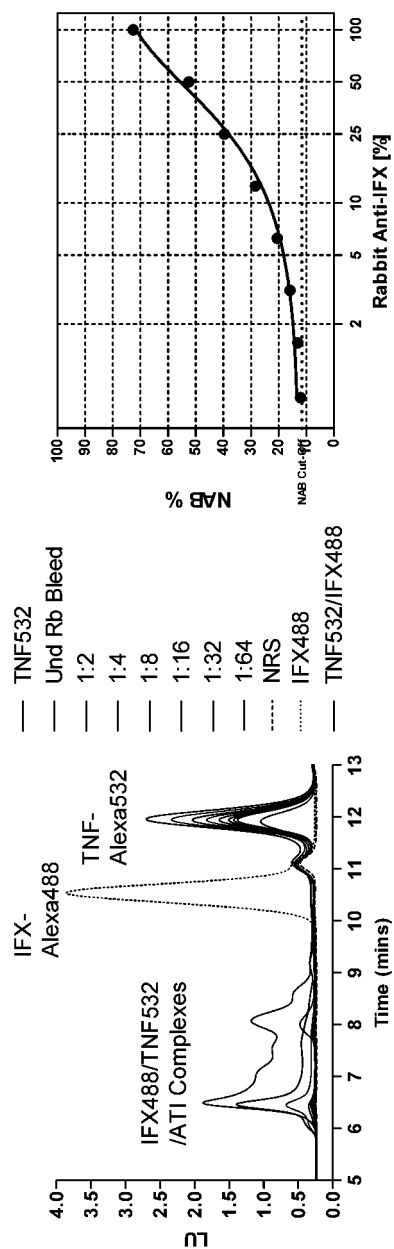 IFX-
Alexa488
TNF-
Alexa532
IFX488/TNF532
/ATI Complexes
4.0
3.5
3.0
2.5
2.0
1.5
1.0
0.5
0.0
LU
5
6
7
8
9
10
11
12
13
Time (mins)
TNF532
Und Rb Bleed
1:2
1:4
1:8
1:16
1:32
1:64
NRS
IFX488
TNF532/IFX488
100
90
80
70
60
50
40
30
20
10
0
NAB %
NAB Cut-Off
2
5
10
25
50
100
Rabbit Anti-IFX [%]